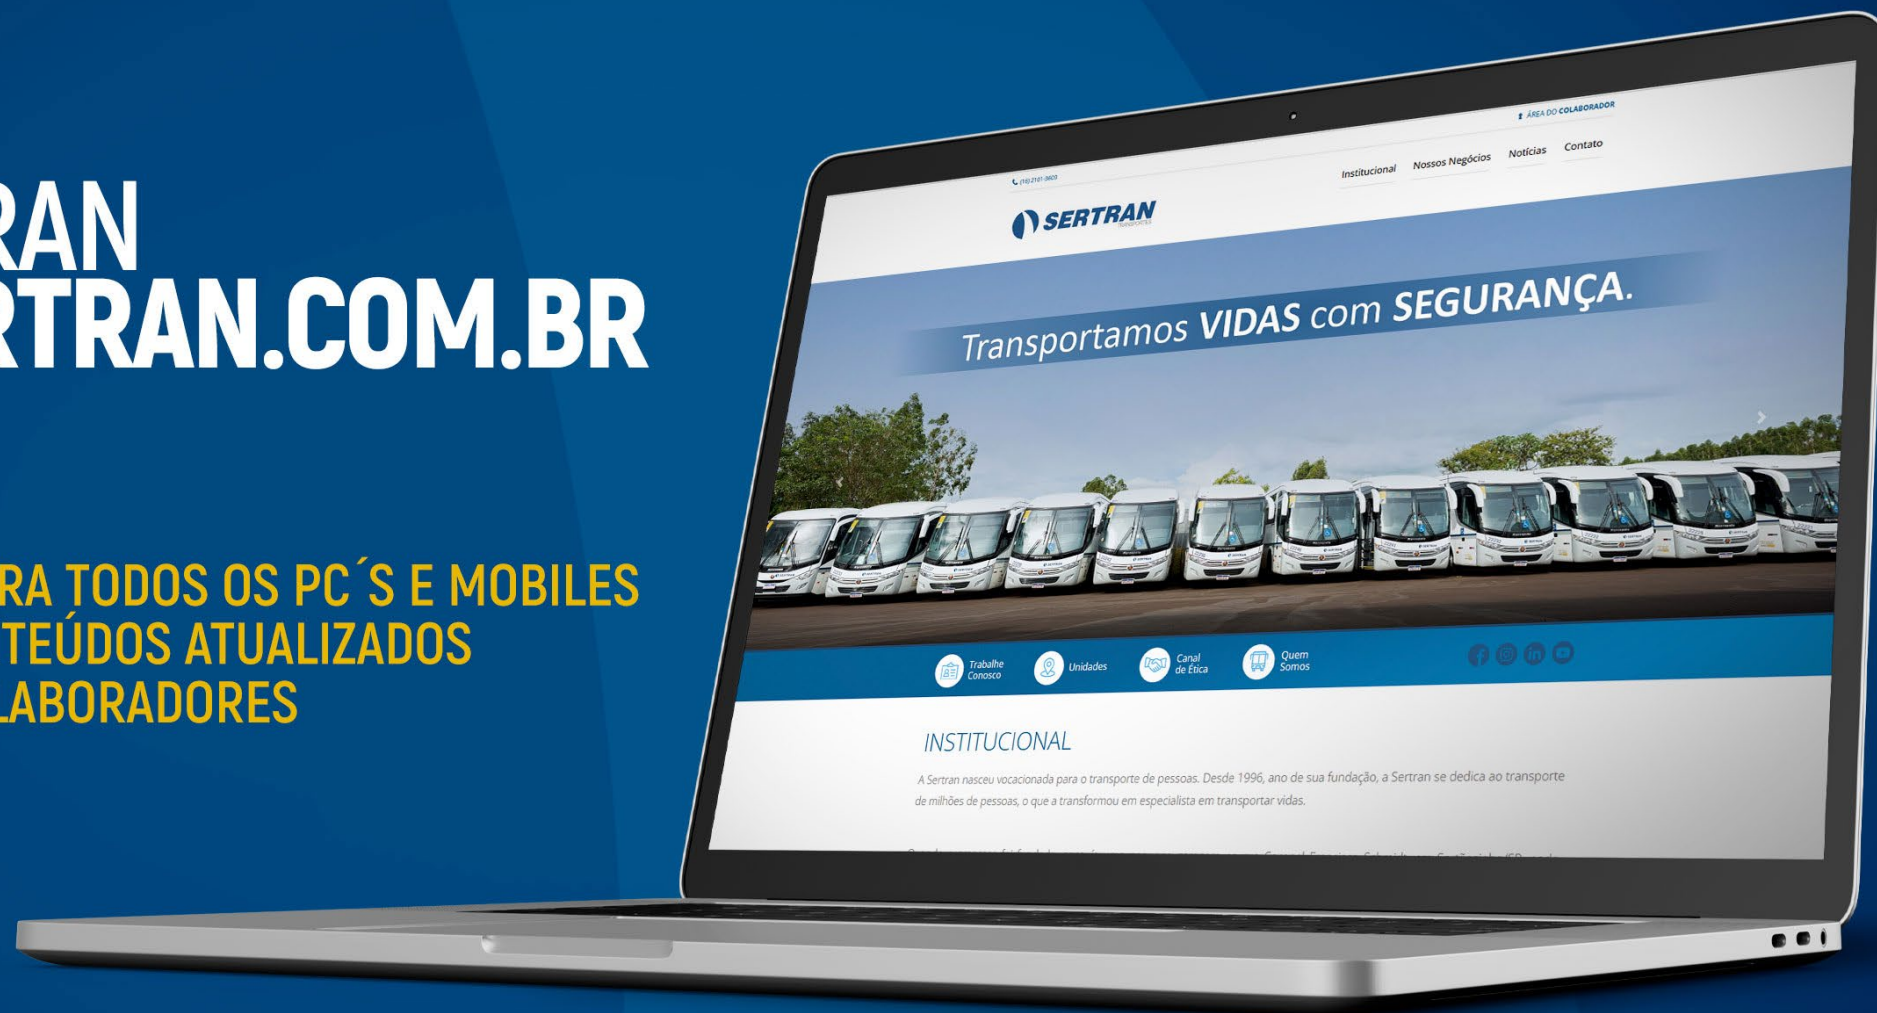 RAN
RTRAN.COM.BR
RA TODOS OS PC´S E MOBILES
TEÚDOS ATUALIZADOS
LABORADORES
ÁREA DO COLABORADOR
Institucional Nossos Negócios Notícias Contato
SERTRAN
TRANSPORTES
Transportamos VIDAS com SEGURANÇA.
Trabalhe
Conosco
Unidades
Canal
de Ética
Quem
Somos
INSTITUCIONAL
A Sertran nasceu vocacionada para o transporte de pessoas. Desde 1996, ano de sua fundação, a Sertran se dedica ao transporte
de milhões de pessoas, o que a transformou em especialista em transportar vidas.